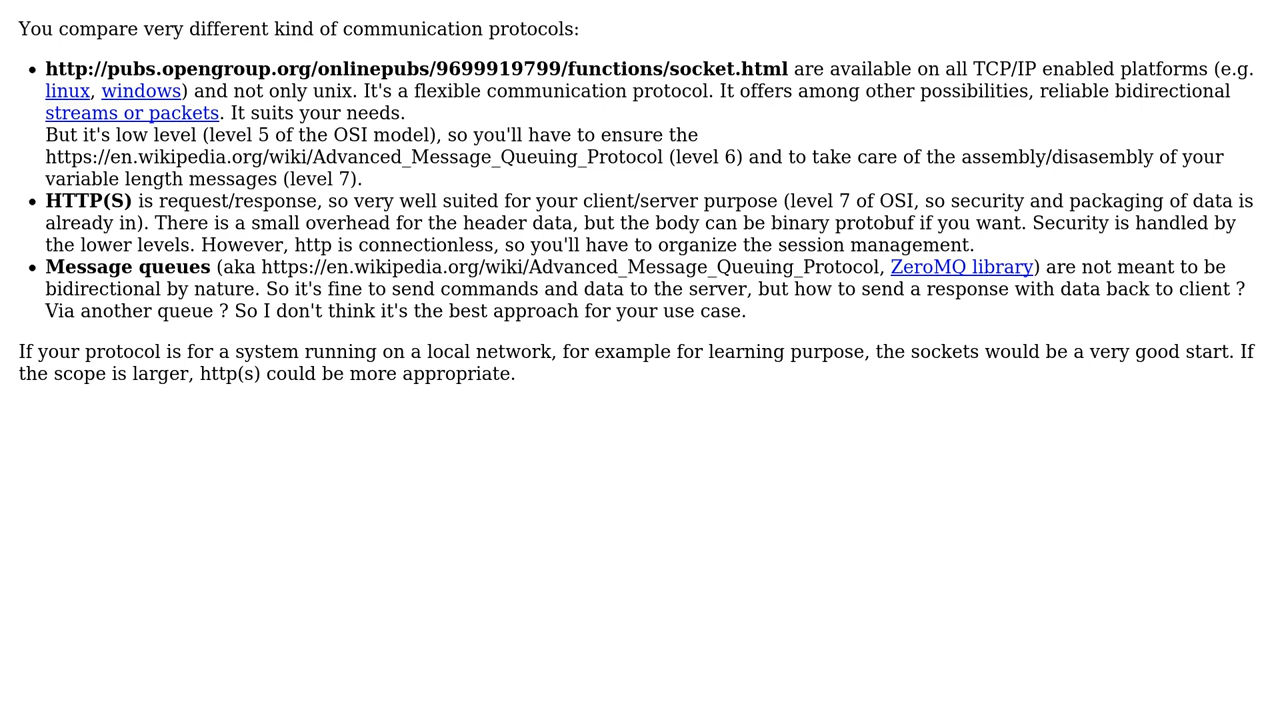 You compare very different kind of communication protocols:
• http://pubs.opengroup.org/onlinepubs/9699919799/functions/socket.html are available on all TCP/IP enabled platforms (e.g.
linux, windows) and not only unix. It's a flexible communication protocol. It offers among other possibilities, reliable bidirectional
streams or packets. It suits your needs.
But it's low level (level 5 of the OSI model), so you'll have to ensure the
https://en.wikipedia.org/wiki/Advanced_Message_Queuing_Protocol (level 6) and to take care of the assembly/disasembly of your
variable length messages (level 7).
• HTTP(S) is request/response, so very well suited for your client/server purpose (level 7 of OSI, so security and packaging of data is
already in). There is a small overhead for the header data, but the body can be binary protobuf if you want. Security is handled by
the lower levels. However, http is connectionless, so you'll have to organize the session management.
• Message queues (aka https://en.wikipedia.org/wiki/Advanced_Message_Queuing_Protocol, ZeroMQ library) are not meant to be
bidirectional by nature. So it's fine to send commands and data to the server, but how to send a response with data back to client ?
Via another queue ? So I don't think it's the best approach for your use case.
If your protocol is for a system running on a local network, for example for learning purpose, the sockets would be a very good start. If
the scope is larger, http(s) could be more appropriate.